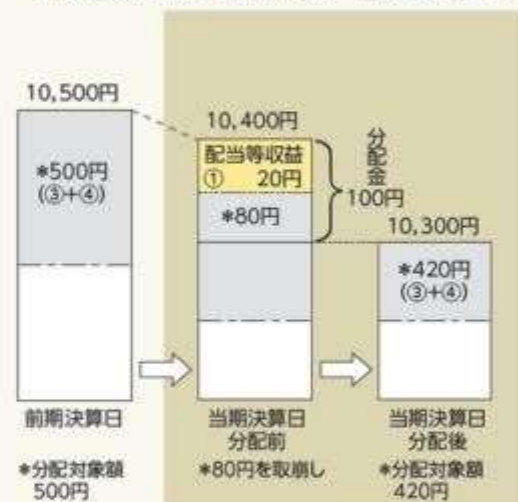 10,500円
*500円
(③+④)
10,400円
配当等収益
① 20円
*80円
分配金
100円
10,300円
*420円
(③+④)
前期決算日
当期決算日
分配前
当期決算日
分配後
*分配対象額
500円
*80円を取崩し
*分配対象額
420円